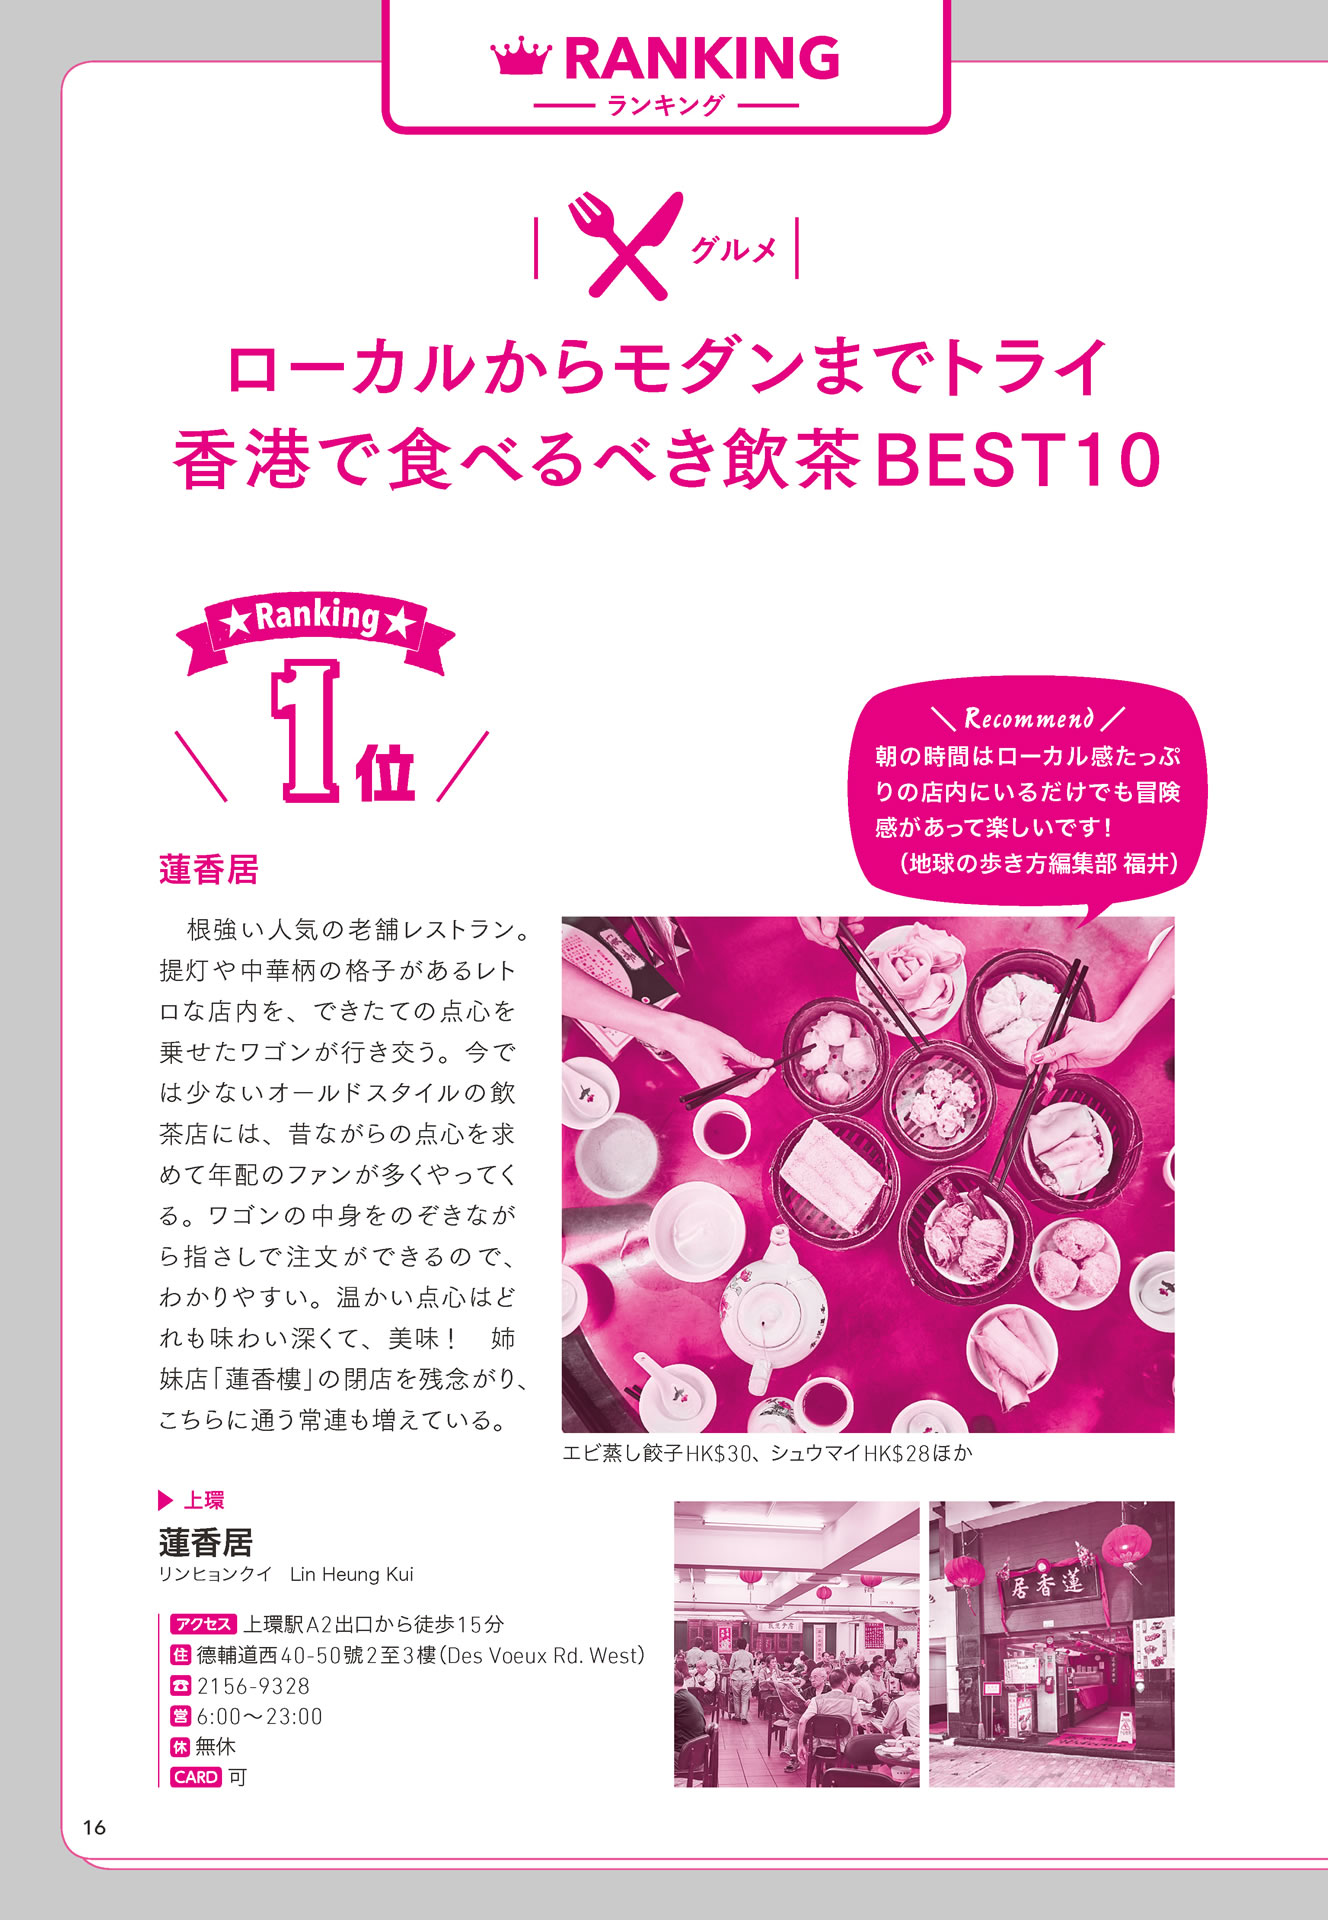 RANKING
ランキング
グルメ
ローカルからモダンまでトライ
香港で食べるべき飲茶BEST10
★Ranking★
1位
Recommend
朝の時間はローカル感たっぷ
りの店内にいるだけでも冒険
感があって楽しいです！
（地球の歩き方編集部 福井）
蓮香居
　根強い人気の老舗レストラン。
提灯や中華柄の格子があるレト
ロな店内を、できたての点心を
乗せたワゴンが行き交う。今で
は少ないオールドスタイルの飲
茶店には、昔ながらの点心を求
めて年配のファンが多くやってく
る。ワゴンの中身をのぞきなが
ら指さしで注文ができるので、
わかりやすい。温かい点心はど
れも味わい深くて、美味！　姉
妹店「蓮香樓」の閉店を残念がり、
こちらに通う常連も増えている。
エビ蒸し餃子HK$30、シュウマイHK$28ほか
▶ 上環
蓮香居
リンヒョンクイ　Lin Heung Kui
アクセス 上環駅A2出口から徒歩15分
住 德輔道西40-50號2至3樓（Des Voeux Rd. West）
☎ 2156-9328
営 6:00〜23:00
休 無休
CARD 可
居香蓮
16